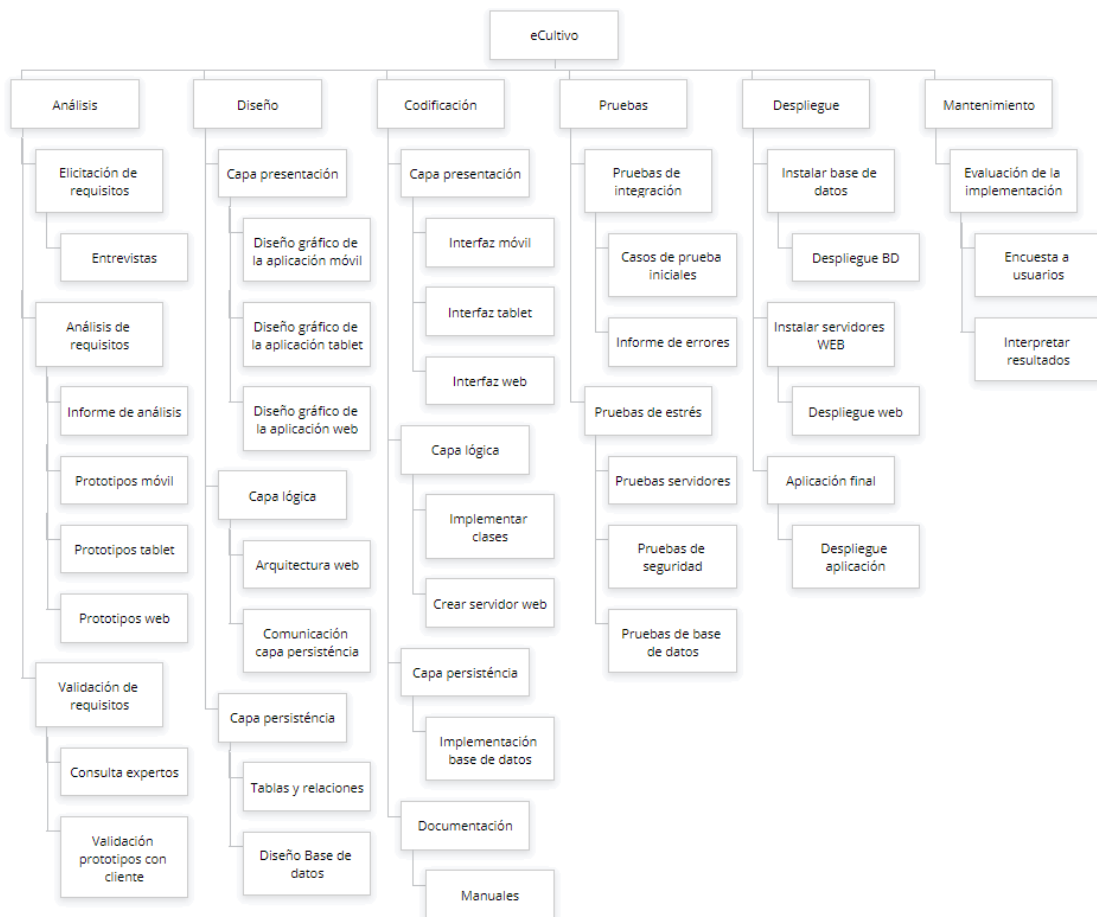 eCultivo
Análisis
Elicitación de
requisitos
Entrevistas
Análisis de
requisitos
Informe de análisis
Prototipos móvil
Prototipos tablet
Prototipos web
Validación de
requisitos
Consulta expertos
Validación
prototipos con
cliente
Diseño
Capa presentación
Diseño gráfico de
la aplicación móvil
Diseño gráfico de
la aplicación tablet
Diseño gráfico de
la aplicación web
Capa lógica
Arquitectura web
Comunicación
capa persisténcia
Capa persisténcia
Tablas y relaciones
Diseño Base de
datos
Codificación
Capa presentación
Interfaz móvil
Interfaz tablet
Interfaz web
Capa lógica
Implementar
clases
Crear servidor web
Capa persisténcia
Implementación
base de datos
Documentación
Manuales
Pruebas
Pruebas de
integración
Casos de prueba
iniciales
Informe de errores
Pruebas de estrés
Pruebas servidores
Pruebas de
seguridad
Pruebas de base
de datos
Despliegue
Instalar base de
datos
Despliegue BD
Instalar servidores
WEB
Despliegue web
Aplicación final
Despliegue
aplicación
Mantenimiento
Evaluación de la
implementación
Encuesta a
usuarios
Interpretar
resultados